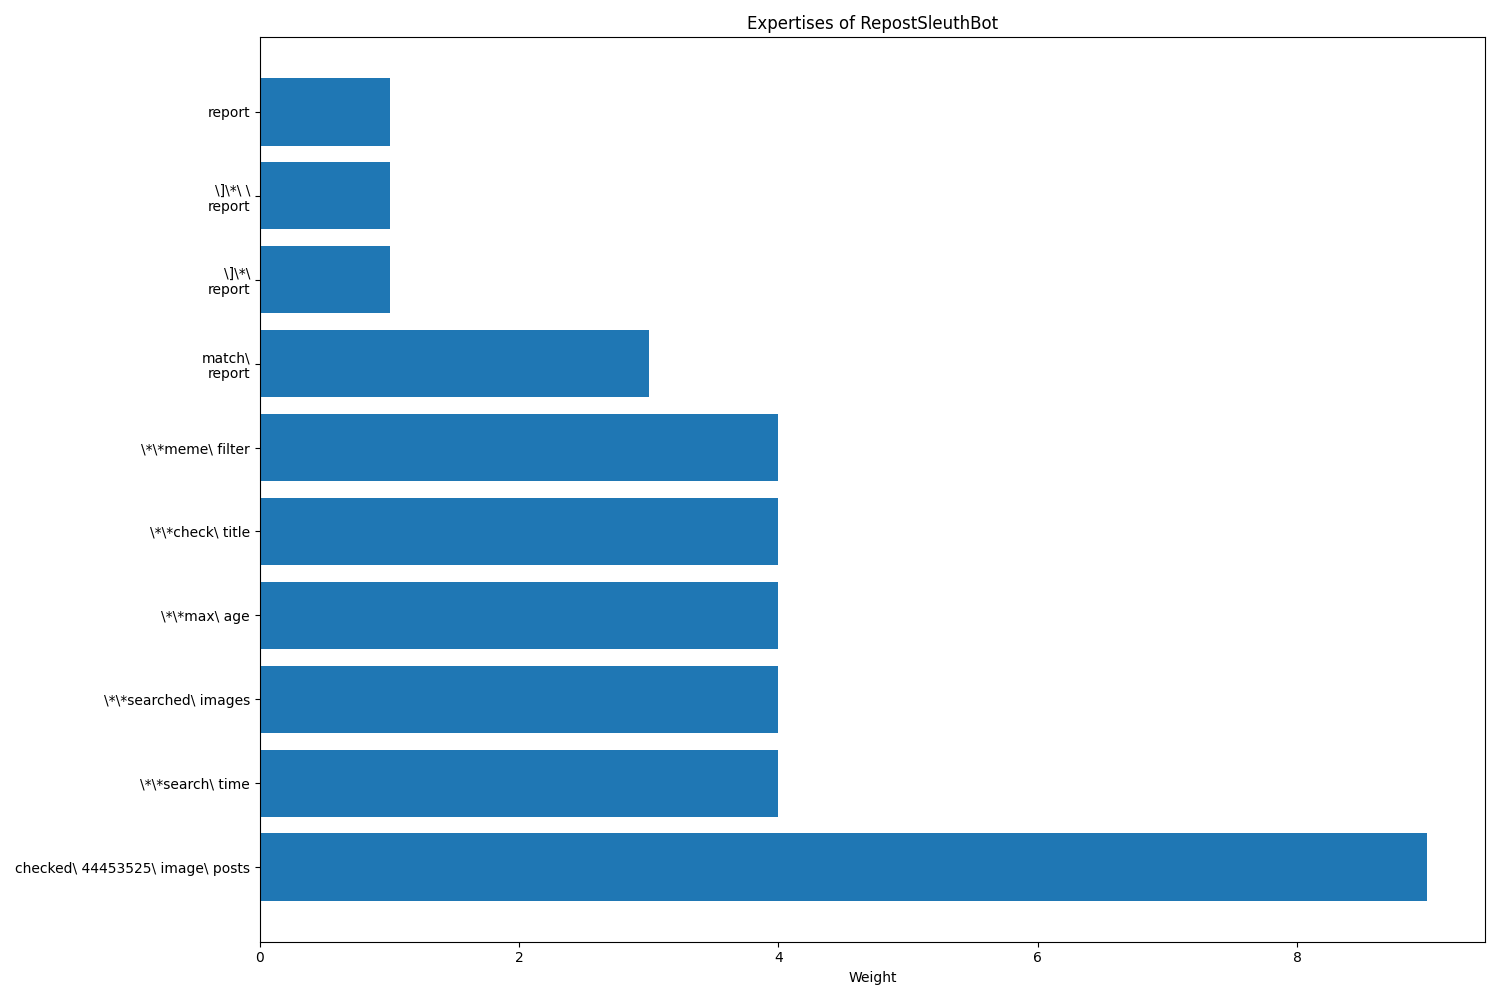 Expertises of RepostSleuthBot
report
\]\*\ \
report
\]\*\
report
match\
report
\*\*meme\ filter
\*\*check\ title
\*\*max\ age
\*\*searched\ images
\*\*search\ time
checked\ 44453525\ image\ posts
0 2 4 6 8
Weight